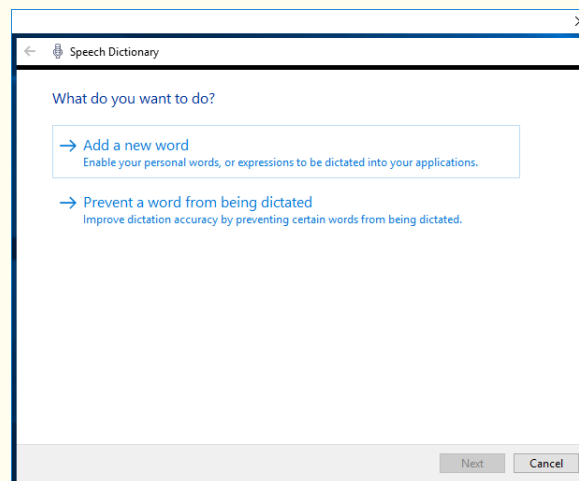 Speech Dictionary
What do you want to do?
Add a new word
Enable your personal words, or expressions to be dictated into your applications.
Prevent a word from being dictated
Improve dictation accuracy by preventing certain words from being dictated.
Next Cancel